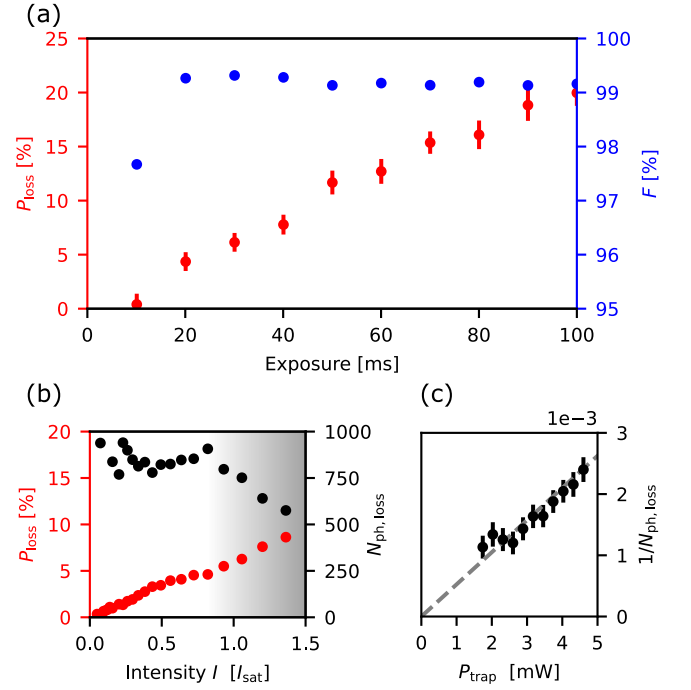 (a)
25
20
15
10
5
0
P_loss [%]
100
99
98
97
96
95
F [%]
0 20 40 60 80 100
Exposure [ms]
(b)
20
15
10
5
0
P_loss [%]
1000
750
500
250
0
N_ph,loss
0.0 0.5 1.0 1.5
Intensity I [I_sat]
(c)
1e−3
3
2
1
0
1/N_ph,loss
0 1 2 3 4 5
P_trap [mW]